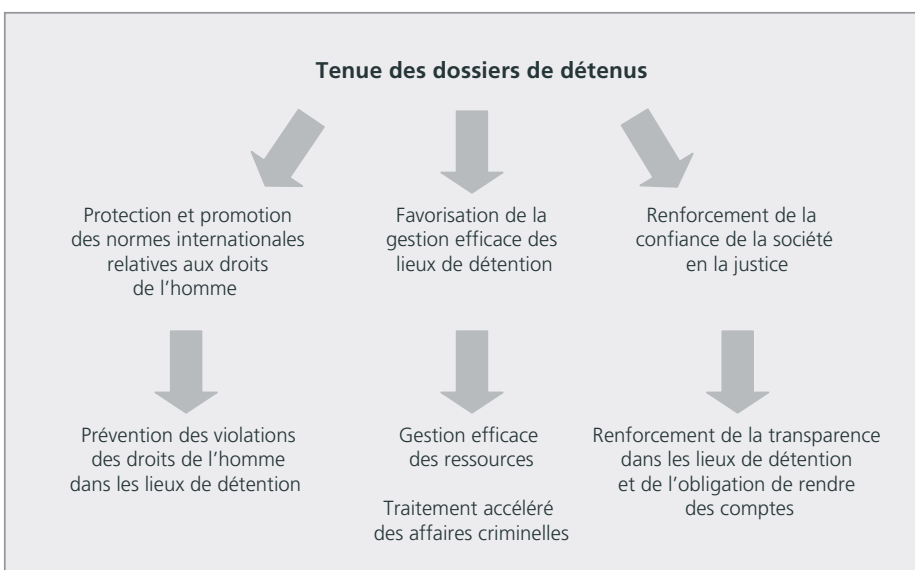 Tenue des dossiers de détenus
Protection et promotion
des normes internationales
relatives aux droits
de l'homme
Favorisation de la
gestion efficace des
lieux de détention
Renforcement de la
confiance de la société
en la justice
Prévention des violations
des droits de l'homme
dans les lieux de détention
Gestion efficace
des ressources
Traitement accéléré
des affaires criminelles
Renforcement de la transparence
dans les lieux de détention
et de l'obligation de rendre
des comptes